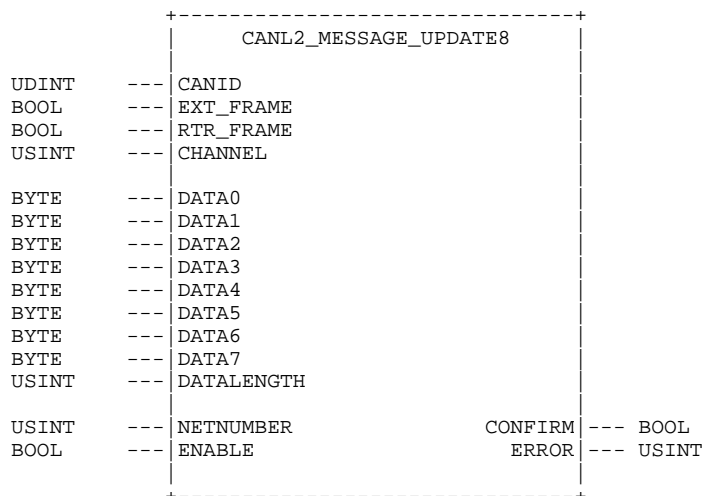 +-------------------------------+
| CANL2_MESSAGE_UPDATE8 |
UDINT ---|CANID |
BOOL ---|EXT_FRAME |
BOOL ---|RTR_FRAME |
USINT ---|CHANNEL |
BYTE ---|DATA0 |
BYTE ---|DATA1 |
BYTE ---|DATA2 |
BYTE ---|DATA3 |
BYTE ---|DATA4 |
BYTE ---|DATA5 |
BYTE ---|DATA6 |
BYTE ---|DATA7 |
USINT ---|DATALENGTH |
USINT ---|NETNUMBER CONFIRM|--- BOOL
BOOL ---|ENABLE ERROR|--- USINT
+-------------------------------+